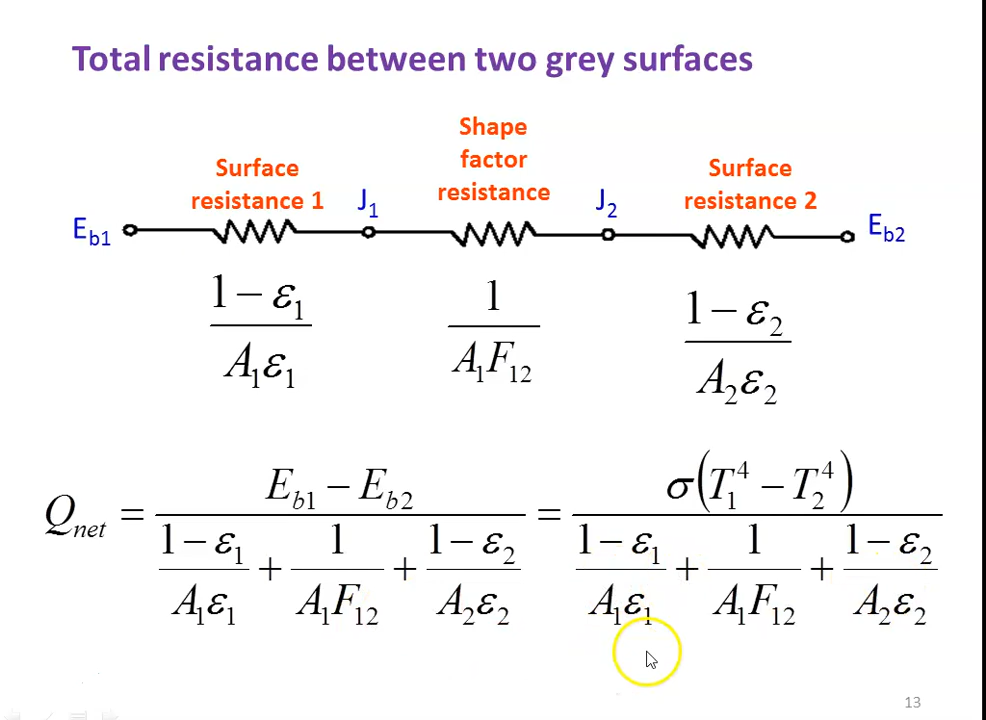 Total resistance between two grey surfaces
Shape
factor
resistance
Surface
resistance 1
Surface
resistance 2
E_b1
J_1
J_2
E_b2
(1 − ε_1)/(A_1ε_1)
1/(A_1F_12)
(1 − ε_2)/(A_2ε_2)
Q_net = (E_b1 − E_b2)/((1 − ε_1)/(A_1ε_1) + 1/(A_1F_12) + (1 − ε_2)/(A_2ε_2)) = σ(T_1^4 − T_2^4)/((1 − ε_1)/(A_1ε_1) + 1/(A_1F_12) + (1 − ε_2)/(A_2ε_2))
13